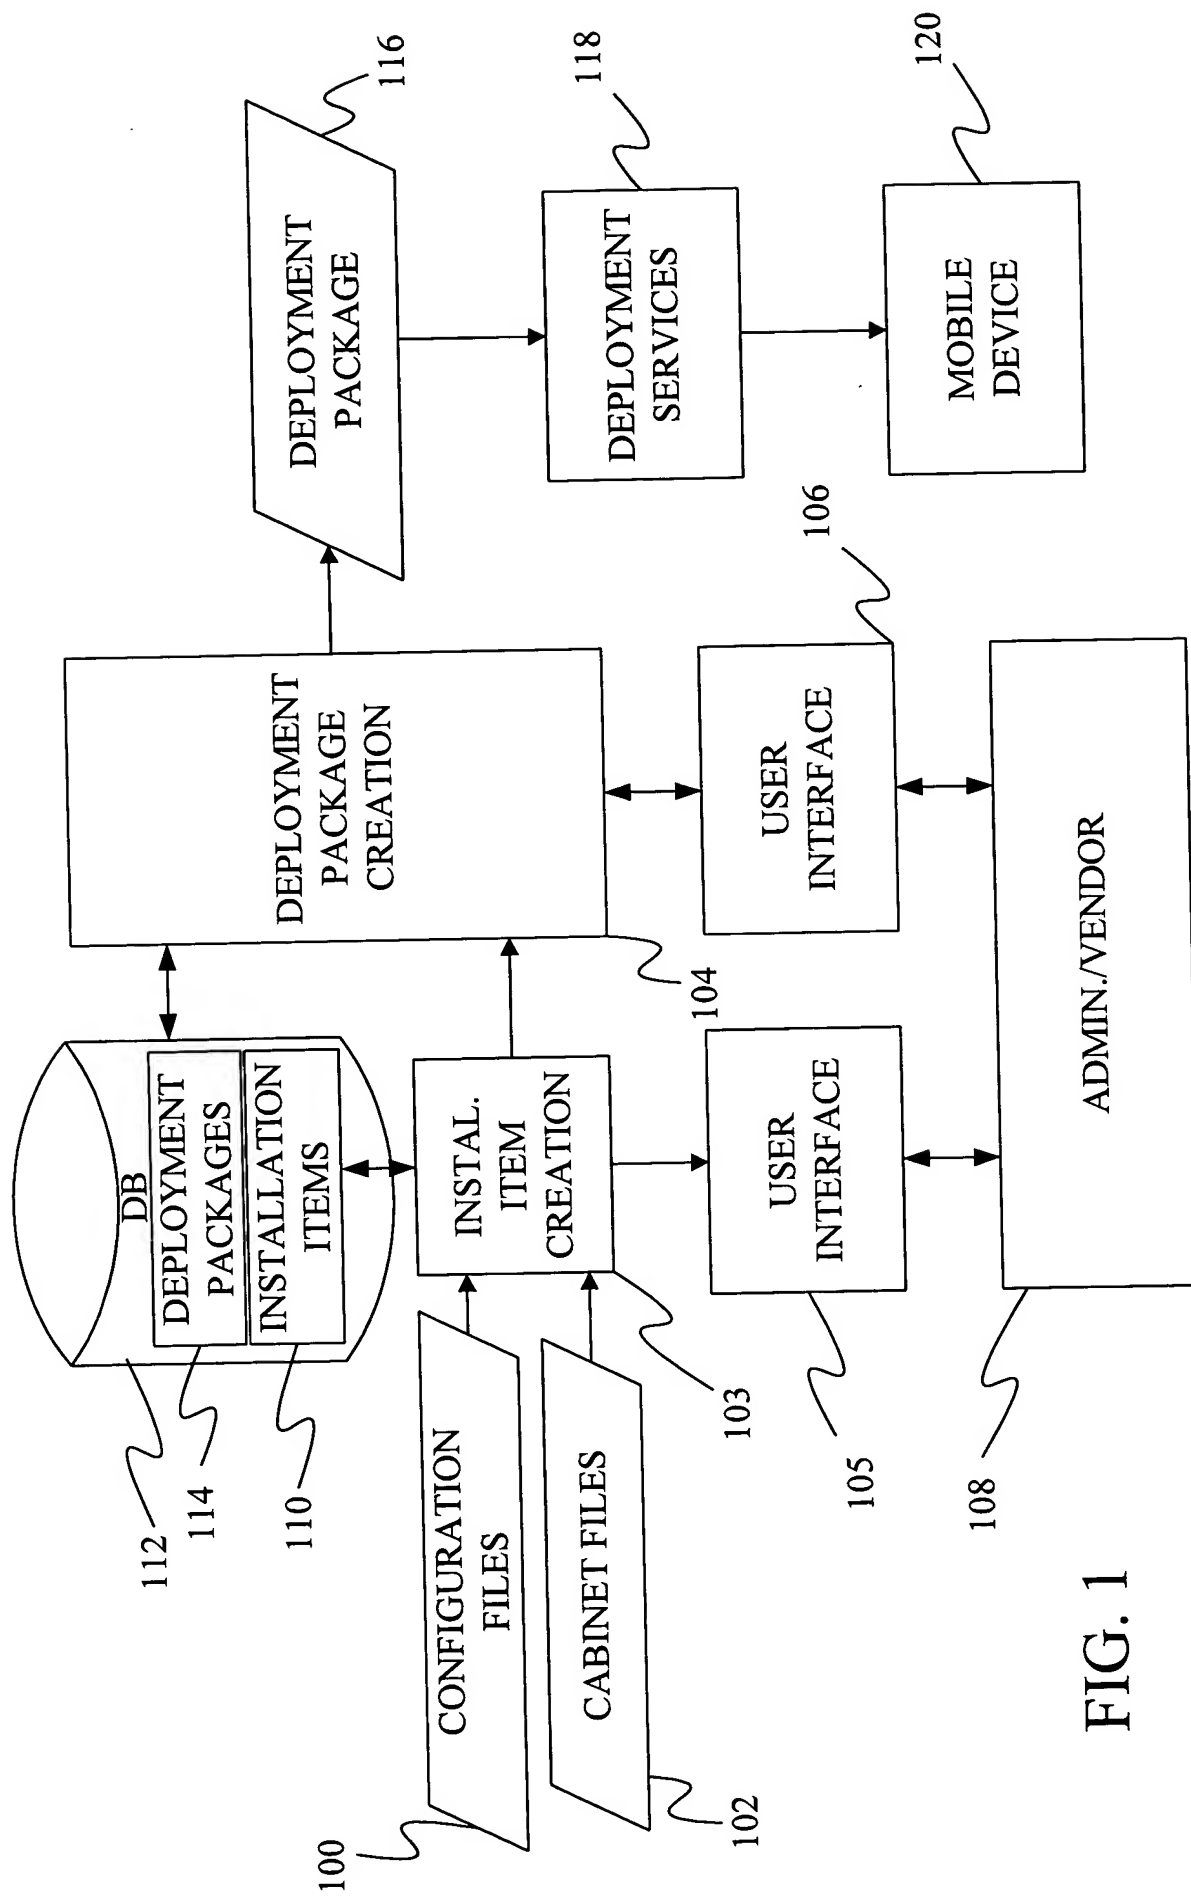 112
114
110
DB
DEPLOYMENT
PACKAGES
INSTALLATION
ITEMS
DEPLOYMENT
PACKAGE
CREATION
104
DEPLOYMENT
PACKAGE
116
100
CONFIGURATION
FILES
102
CABINET FILES
103
INSTAL.
ITEM
CREATION
DEPLOYMENT
SERVICES
118
105
USER
INTERFACE
USER
INTERFACE
106
MOBILE
DEVICE
120
108
ADMIN./VENDOR
FIG. 1